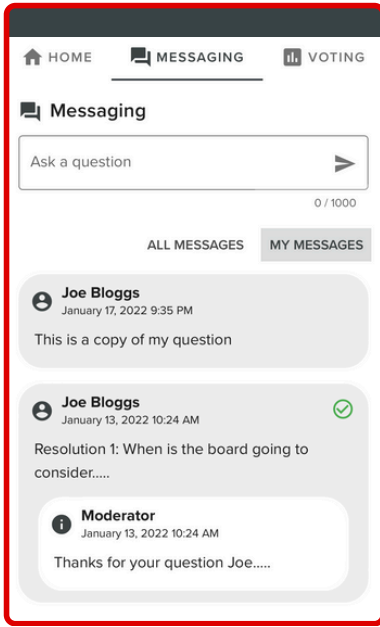 HOME MESSAGING VOTING
Messaging
Ask a question
0 / 1000
ALL MESSAGES MY MESSAGES
Joe Bloggs
January 17, 2022 9:35 PM
This is a copy of my question
Joe Bloggs
January 13, 2022 10:24 AM
Resolution 1: When is the board going to
consider.....
Moderator
January 13, 2022 10:24 AM
Thanks for your question Joe.....